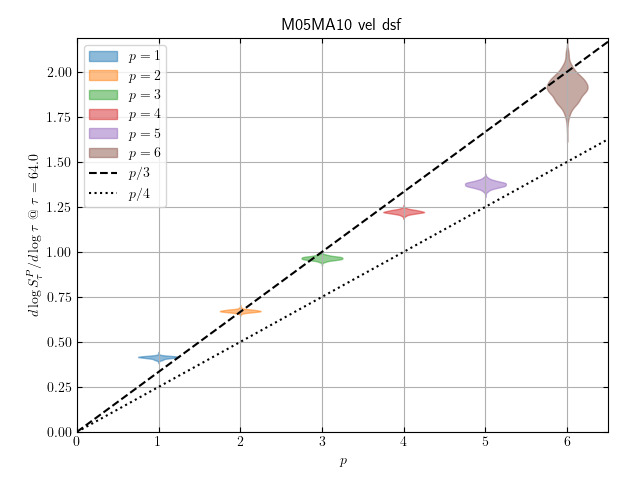 M05MA10 vel dsf
p = 1
p = 2
p = 3
p = 4
p = 5
p = 6
p/3
p/4
2.00
1.75
1.50
1.25
1.00
0.75
0.50
0.25
0.00
d log S_τ^P / d log τ @ τ = 64.0
0 1 2 3 4 5 6
p